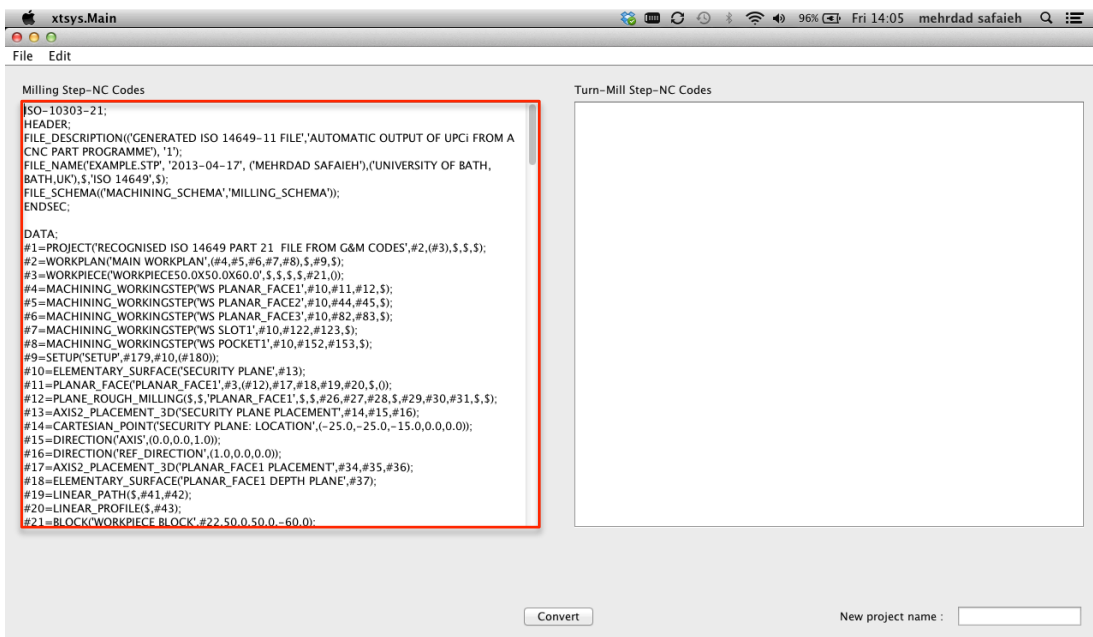 xtsys.Main
96%
Fri 14:05
mehrdad safaieh
File Edit
Milling Step-NC Codes
Turn-Mill Step-NC Codes
ISO-10303-21;
HEADER;
FILE_DESCRIPTION(('GENERATED ISO 14649-11 FILE','AUTOMATIC OUTPUT OF UPCi FROM A
CNC PART PROGRAMME'), '1');
FILE_NAME('EXAMPLE.STP', '2013-04-17', ('MEHRDAD SAFAIEH'),('UNIVERSITY OF BATH,
BATH,UK'),$,'ISO 14649',$);
FILE_SCHEMA(('MACHINING_SCHEMA','MILLING_SCHEMA'));
ENDSEC;
DATA;
#1=PROJECT('RECOGNISED ISO 14649 PART 21  FILE FROM G&M CODES',#2,(#3),$,$,$);
#2=WORKPLAN('MAIN WORKPLAN',(#4,#5,#6,#7,#8),$,#9,$);
#3=WORKPIECE('WORKPIECE50.0X50.0X60.0',$,$,$,$,#21,());
#4=MACHINING_WORKINGSTEP('WS PLANAR_FACE1',#10,#11,#12,$);
#5=MACHINING_WORKINGSTEP('WS PLANAR_FACE2',#10,#44,#45,$);
#6=MACHINING_WORKINGSTEP('WS PLANAR_FACE3',#10,#82,#83,$);
#7=MACHINING_WORKINGSTEP('WS SLOT1',#10,#122,#123,$);
#8=MACHINING_WORKINGSTEP('WS POCKET1',#10,#152,#153,$);
#9=SETUP('SETUP',#179,#10,(#180));
#10=ELEMENTARY_SURFACE('SECURITY PLANE',#13);
#11=PLANAR_FACE('PLANAR_FACE1',#3,(#12),#17,#18,#19,#20,$,());
#12=PLANE_ROUGH_MILLING($,$,'PLANAR_FACE1',$,$,#26,#27,#28,$,#29,#30,#31,$,$,$);
#13=AXIS2_PLACEMENT_3D('SECURITY PLANE PLACEMENT',#14,#15,#16);
#14=CARTESIAN_POINT('SECURITY PLANE: LOCATION',(-25.0,-25.0,-15.0,0.0,0.0));
#15=DIRECTION('AXIS',(0.0,0.0,1.0));
#16=DIRECTION('REF_DIRECTION',(1.0,0.0,0.0));
#17=AXIS2_PLACEMENT_3D('PLANAR_FACE1 PLACEMENT',#34,#35,#36);
#18=ELEMENTARY_SURFACE('PLANAR_FACE1 DEPTH PLANE',#37);
#19=LINEAR_PATH($,#41,#42);
#20=LINEAR_PROFILE($,#43);
#21=BLOCK('WORKPIECE BLOCK',#22,50.0,50.0,-60.0);
Convert
New project name :